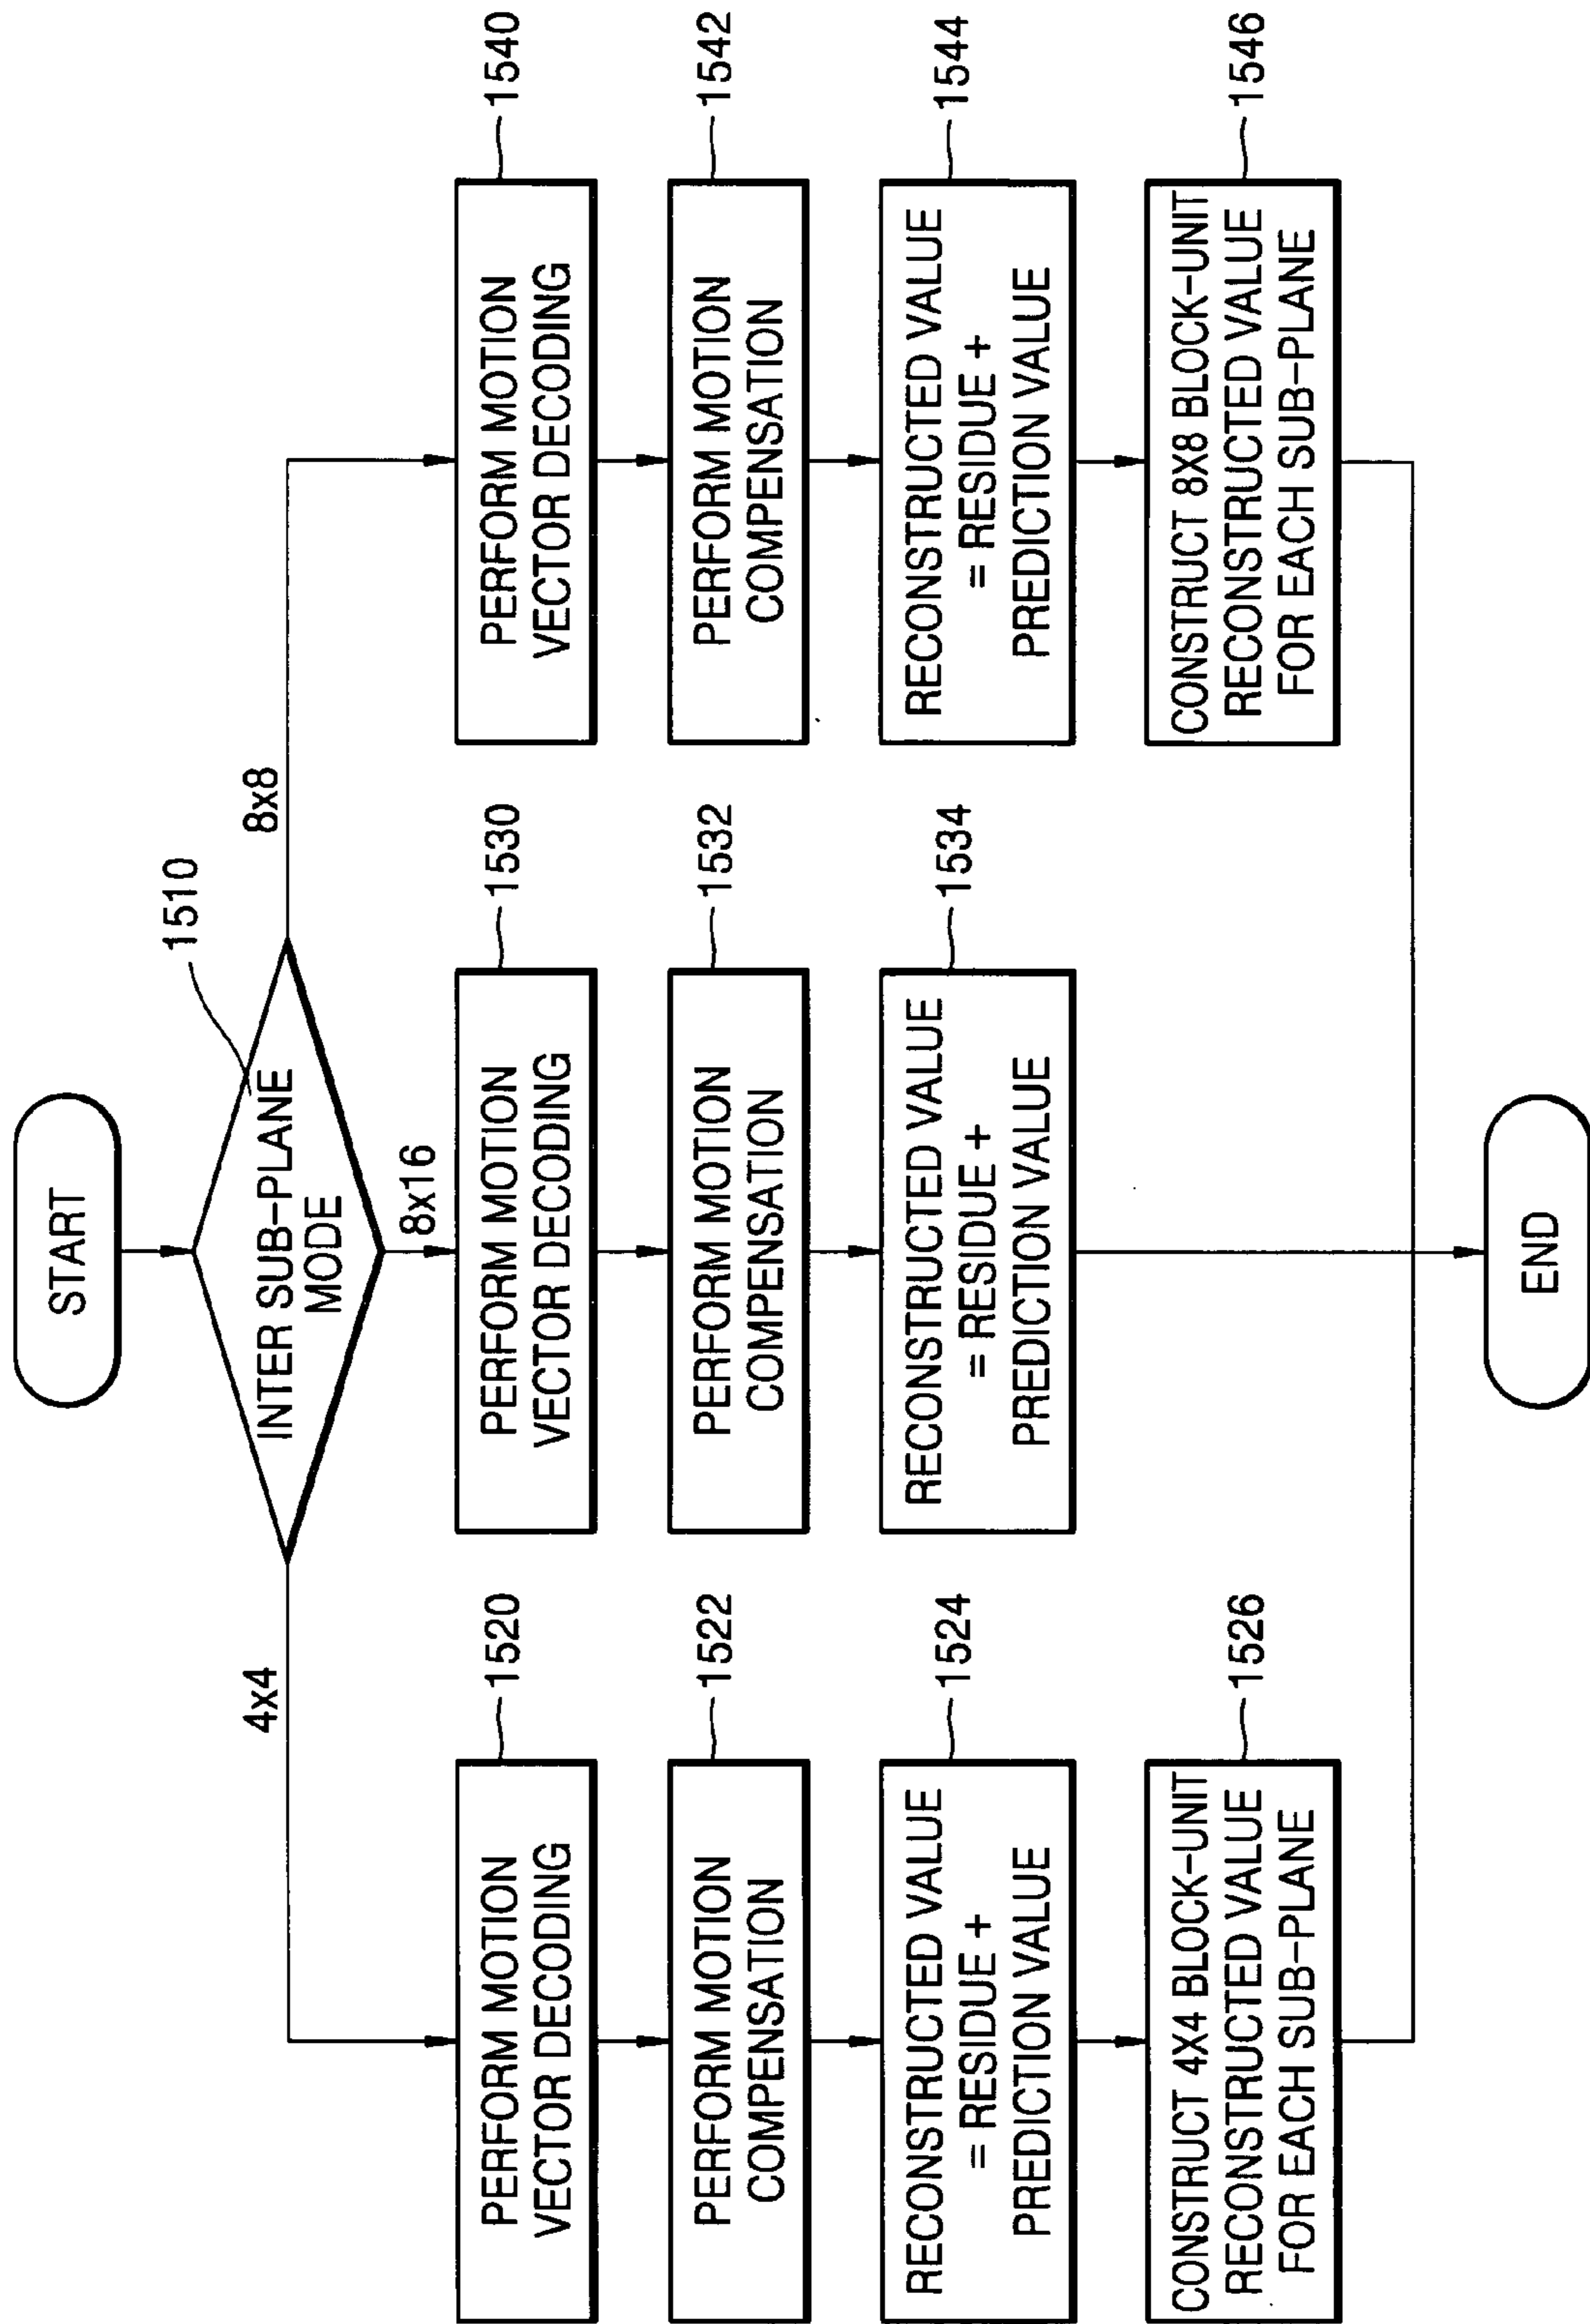 START
INTER SUB-PLANE
MODE
1510
4x4
8x16
8x8
PERFORM MOTION
VECTOR DECODING
1520
PERFORM MOTION
VECTOR DECODING
1530
PERFORM MOTION
VECTOR DECODING
1540
PERFORM MOTION
COMPENSATION
1522
PERFORM MOTION
COMPENSATION
1532
PERFORM MOTION
COMPENSATION
1542
RECONSTRUCTED VALUE
= RESIDUE +
PREDICTION VALUE
1524
RECONSTRUCTED VALUE
= RESIDUE +
PREDICTION VALUE
1534
RECONSTRUCTED VALUE
= RESIDUE +
PREDICTION VALUE
1544
CONSTRUCT 4X4 BLOCK-UNIT
RECONSTRUCTED VALUE
FOR EACH SUB-PLANE
1526
CONSTRUCT 8X8 BLOCK-UNIT
RECONSTRUCTED VALUE
FOR EACH SUB-PLANE
1546
END